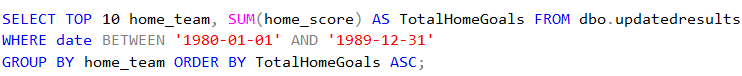 SELECT TOP 10 home_team, SUM(home_score) AS TotalHomeGoals FROM dbo.updatedresults
WHERE date BETWEEN '1980-01-01' AND '1989-12-31'
GROUP BY home_team ORDER BY TotalHomeGoals ASC;